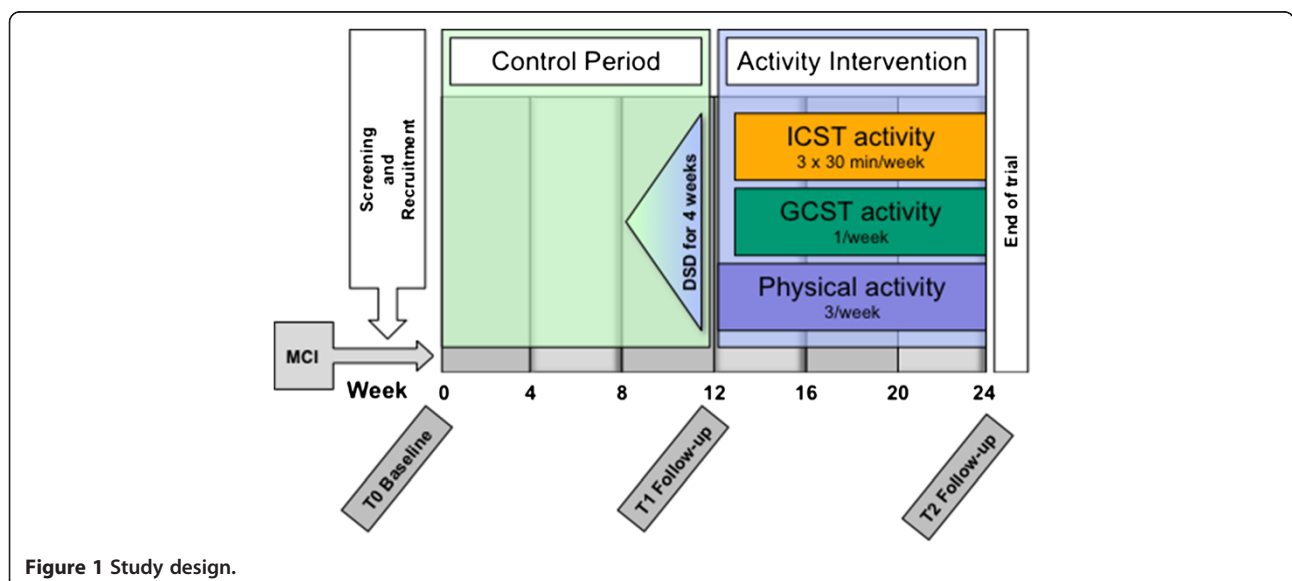 Control Period
Activity Intervention
Screening
and
Recruitment
DSD for 4 weeks
ICST activity
3 x 30 min/week
GCST activity
1/week
Physical activity
3/week
End of trial
MCI
Week
0 4 8 12 16 20 24
T0 Baseline
T1 Follow-up
T2 Follow-up
Figure 1 Study design.